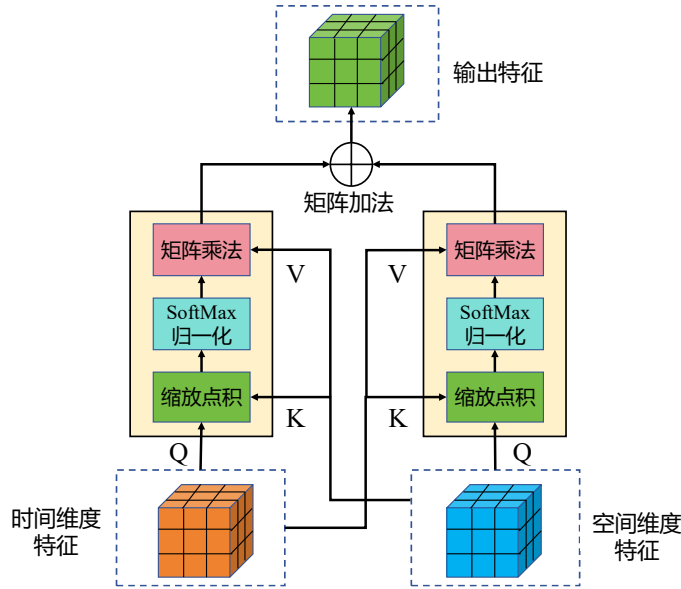 输出特征
矩阵加法
矩阵乘法
矩阵乘法
V
V
SoftMax
归一化
SoftMax
归一化
缩放点积
缩放点积
K
K
Q
Q
时间维度
特征
空间维度
特征